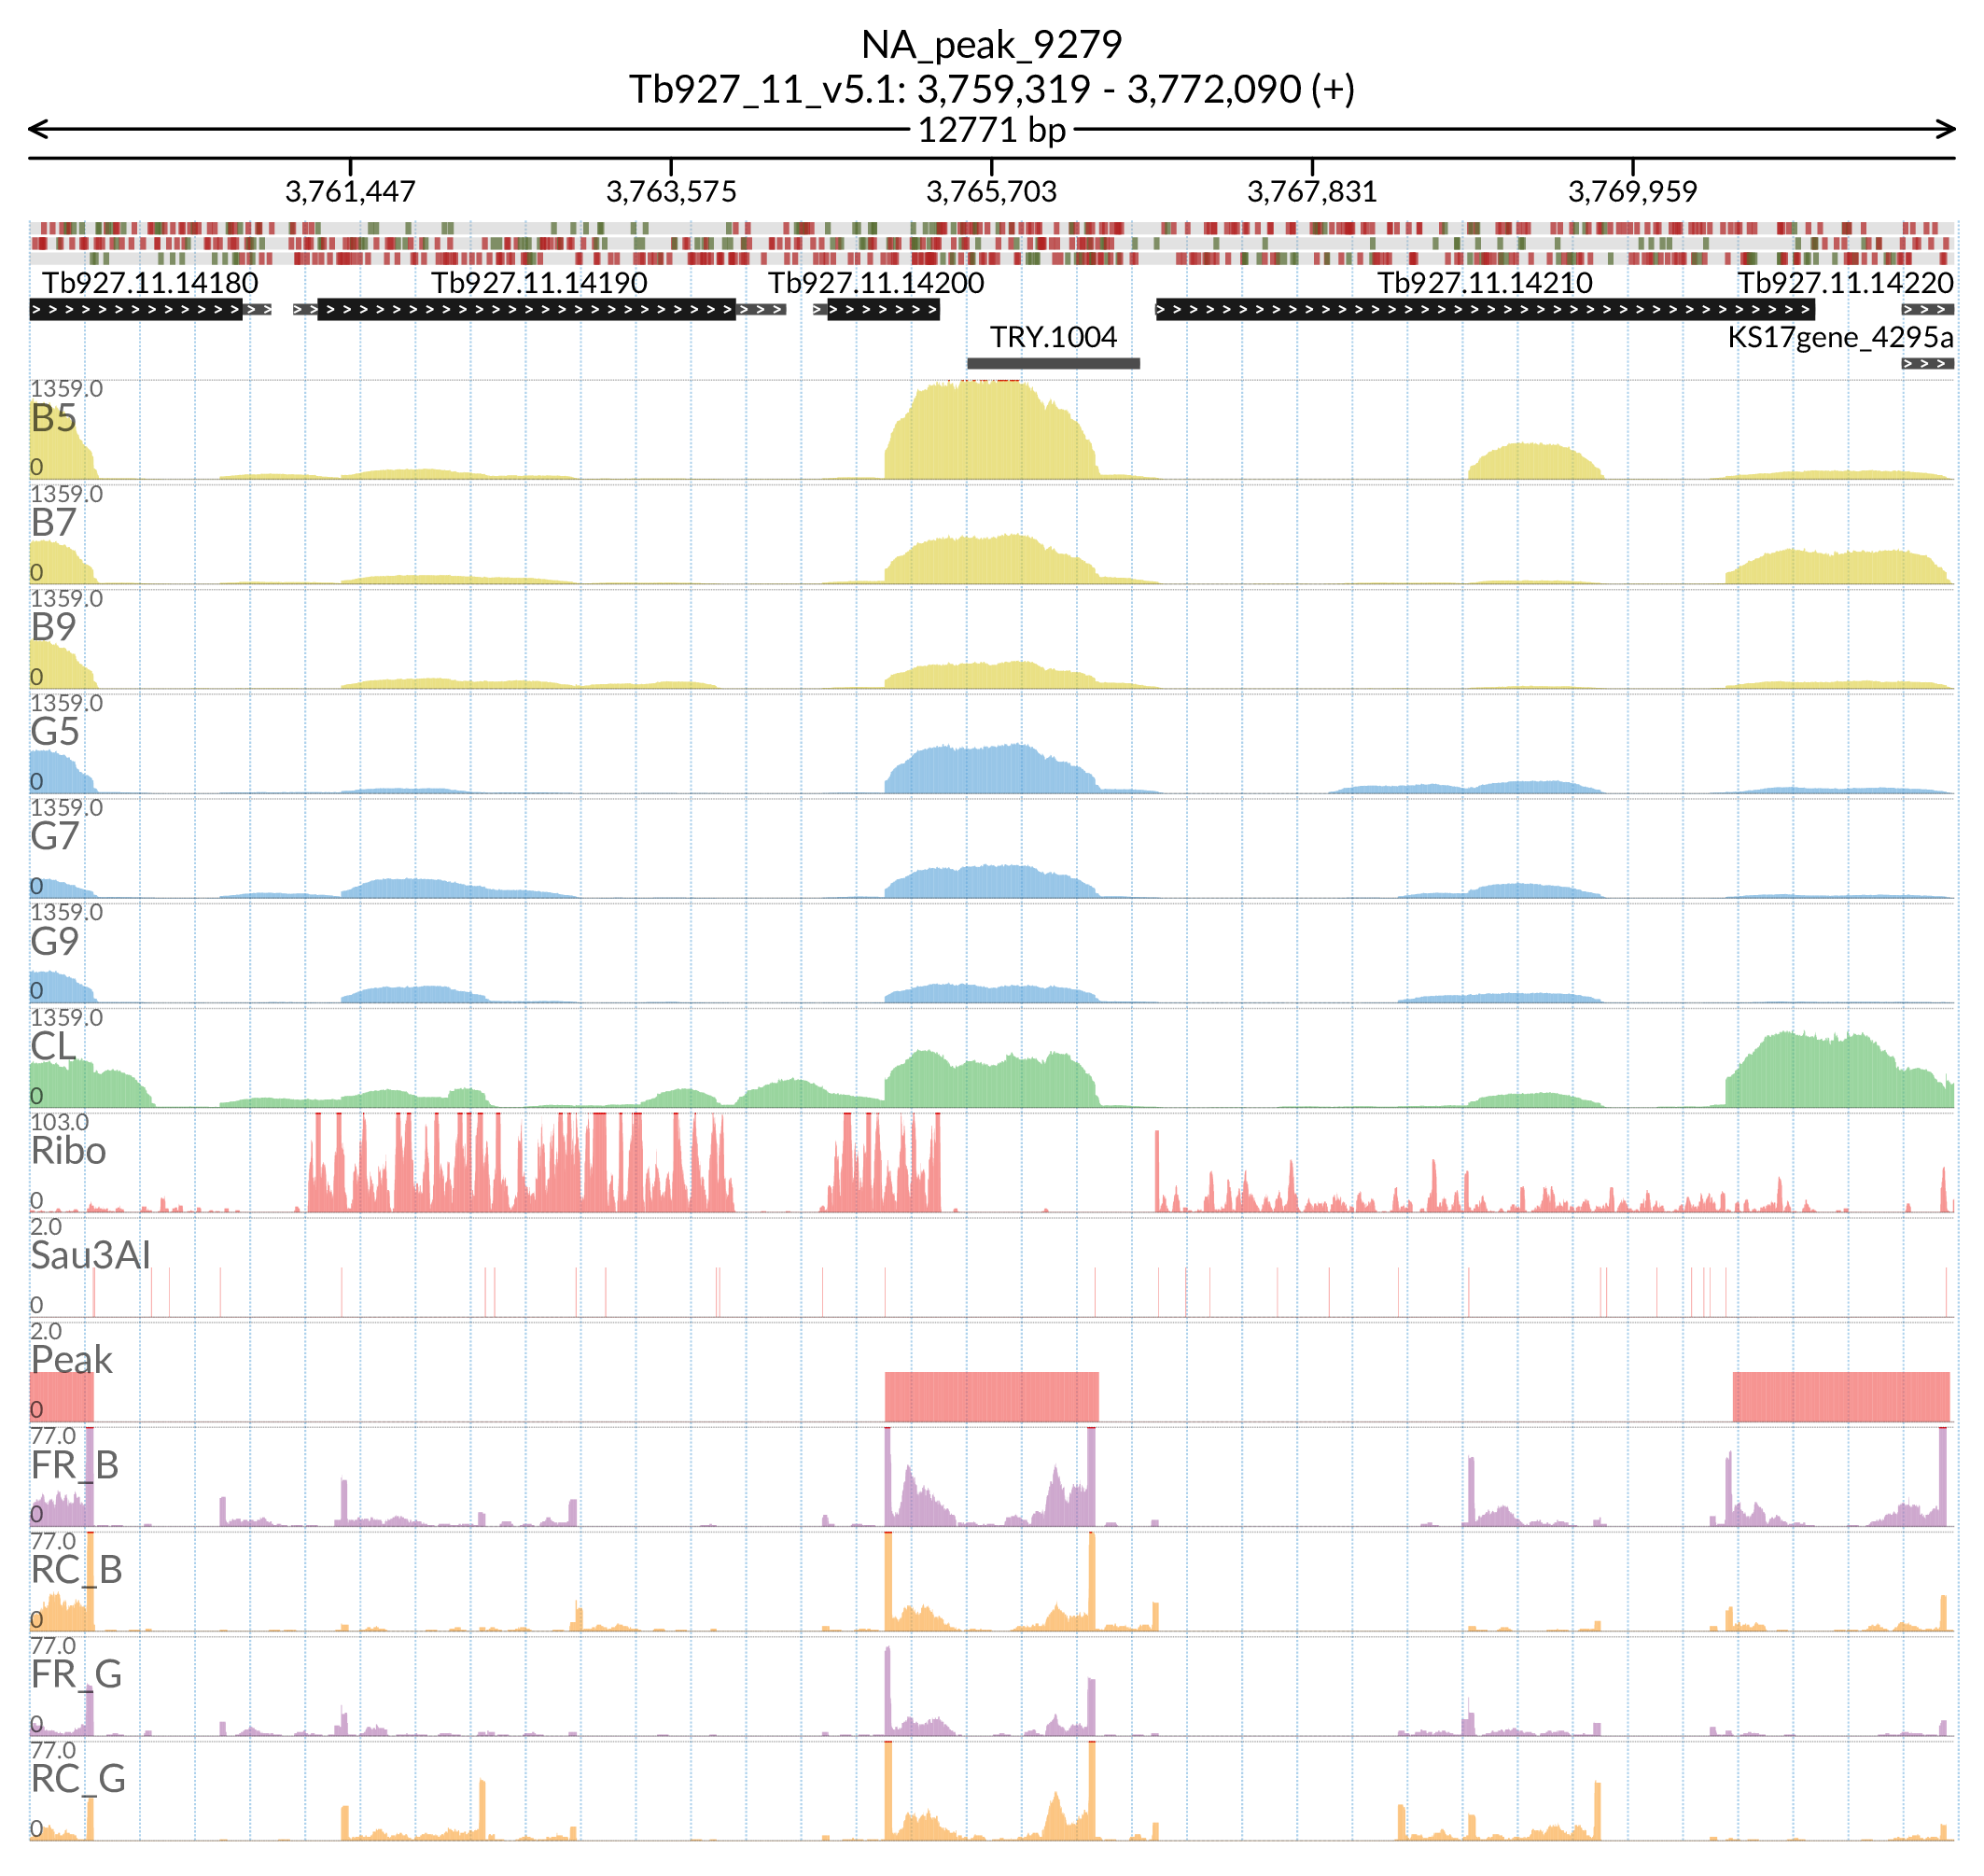 NA_peak_9279
Tb927_11_v5.1: 3,759,319 - 3,772,090 (+)
12771 bp
3,761,447 3,763,575 3,765,703 3,767,831 3,769,959
Tb927.11.14180 Tb927.11.14190 Tb927.11.14200 Tb927.11.14210 Tb927.11.14220
TRY.1004 KS17gene_4295a
1359.0
B5
0
1359.0
B7
0
1359.0
B9
0
1359.0
G5
0
1359.0
G7
0
1359.0
G9
0
1359.0
CL
0
103.0
Ribo
0
2.0
Sau3AI
0
2.0
Peak
0
77.0
FR_B
0
77.0
RC_B
0
77.0
FR_G
0
77.0
RC_G
0